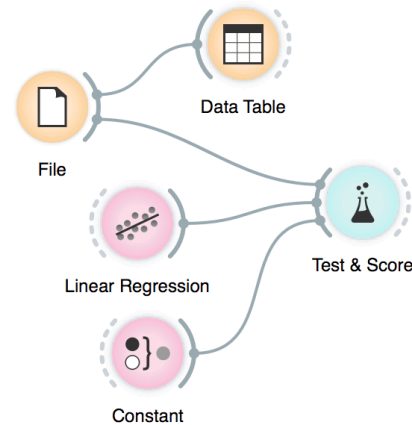 Data Table
File
Test & Score
Linear Regression
Constant